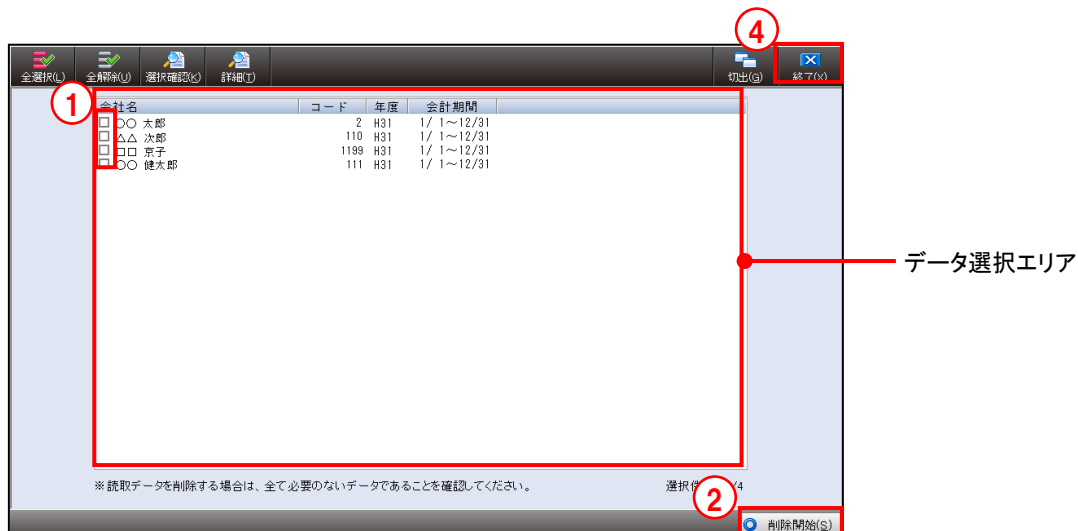 ④
全選択(L) 全解除(U) 選択確認(K) 詳細(T) 切出(G) 終了(X)
①
会社名 コード 年度 会計期間
○○ 太郎 2 H31 1/ 1～12/31
△△ 次郎 110 H31 1/ 1～12/31
□□ 京子 1199 H31 1/ 1～12/31
○○ 健太郎 111 H31 1/ 1～12/31
データ選択エリア
※読取データを削除する場合は、全て必要のないデータであることを確認してください。 選択 /4
②
削除開始(S)